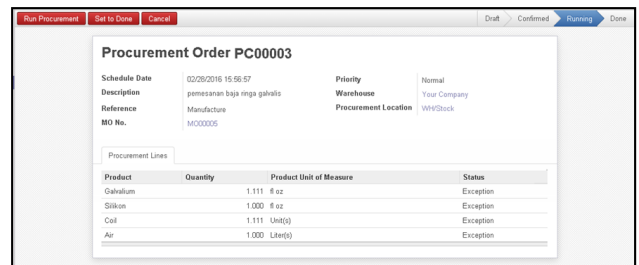 Run Procurement Set to Done Cancel Draft Confirmed Running Done
Procurement Order PC00003
Schedule Date 02/28/2016 15:56:57 Priority Normal
Description pemesanan baja ringa galvalis Warehouse Your Company
Reference Manufacture Procurement Location WH/Stock
MO No. MO00005
Procurement Lines
Product Quantity Product Unit of Measure Status
Galvalium 1.111 fl oz Exception
Silikon 1.000 fl oz Exception
Coil 1.111 Unit(s) Exception
Air 1.000 Liter(s) Exception